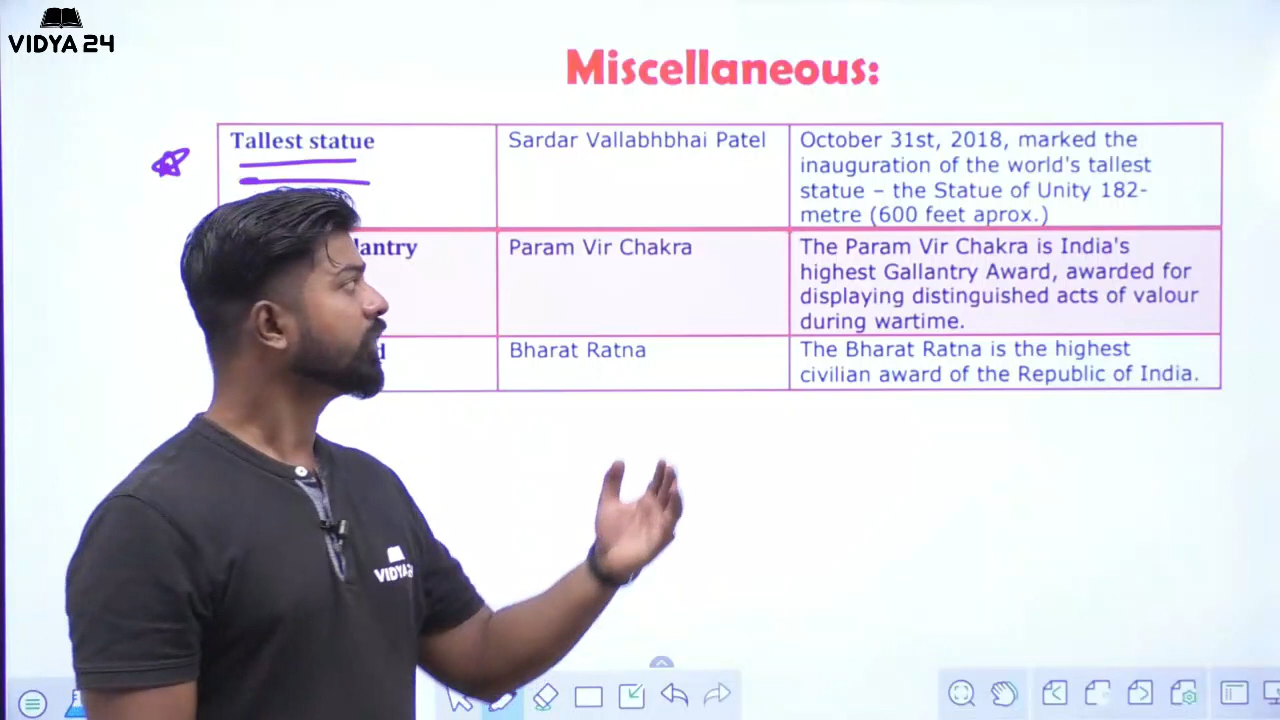 VIDYA 24
Miscellaneous:
Tallest statue
Sardar Vallabhbhai Patel
October 31st, 2018, marked the
inauguration of the world's tallest
statue – the Statue of Unity 182-
metre (600 feet aprox.)
Param Vir Chakra
The Param Vir Chakra is India's
highest Gallantry Award, awarded for
displaying distinguished acts of valour
during wartime.
Bharat Ratna
The Bharat Ratna is the highest
civilian award of the Republic of India.
VIDYA 24